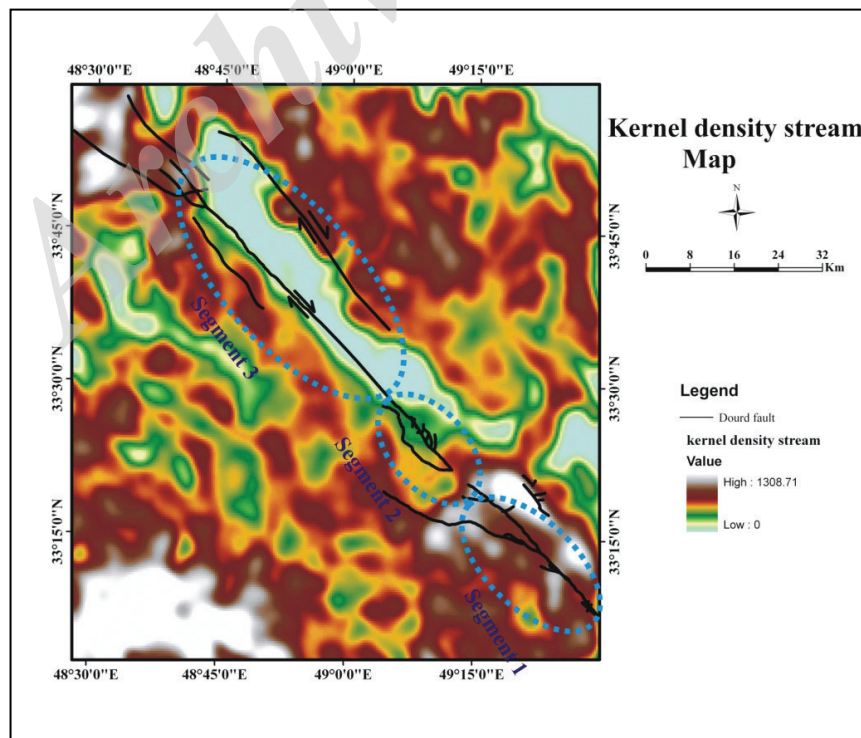 Archiv
48°30'0"E
48°45'0"E
49°0'0"E
49°15'0"E
Kernel density stream
Map
N
0 8 16 24 32
Km
33°45'0"N
33°45'0"N
33°30'0"N
33°30'0"N
33°15'0"N
33°15'0"N
Segment 3
Segment 2
Segment 1
Legend
Dourd fault
kernel density stream
Value
High : 1308.71
Low : 0
48°30'0"E
48°45'0"E
49°0'0"E
49°15'0"E